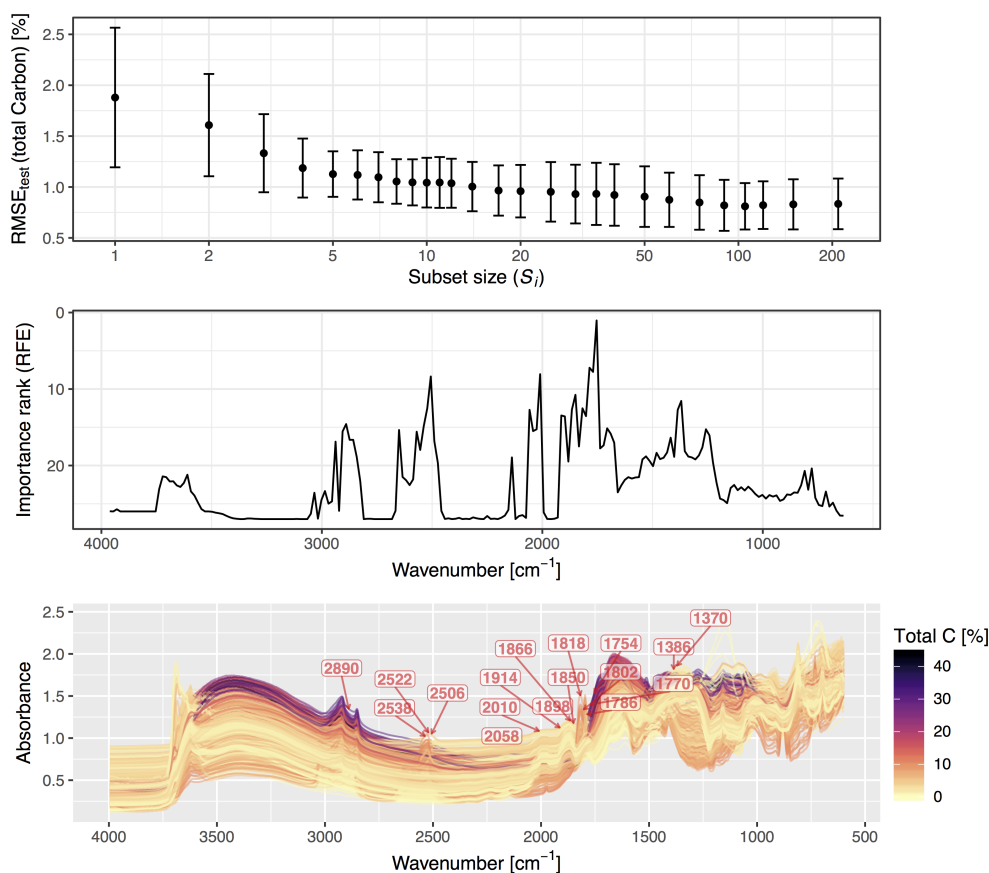 RMSEtest (total Carbon) [%]
2.5
2.0
1.5
1.0
0.5
1 2 5 10 20 50 100 200
Subset size (Si)
Importance rank (RFE)
0
10
20
4000 3000 2000 1000
Wavenumber [cm−1]
Absorbance
2.5
2.0
1.5
1.0
0.5
1370
1866 1818 1754 1386
2890 2522 1914 1850 1802 1770
2506
2538 2010 1898 1786
2058
4000 3500 3000 2500 2000 1500 1000 500
Wavenumber [cm−1]
Total C [%]
40
30
20
10
0